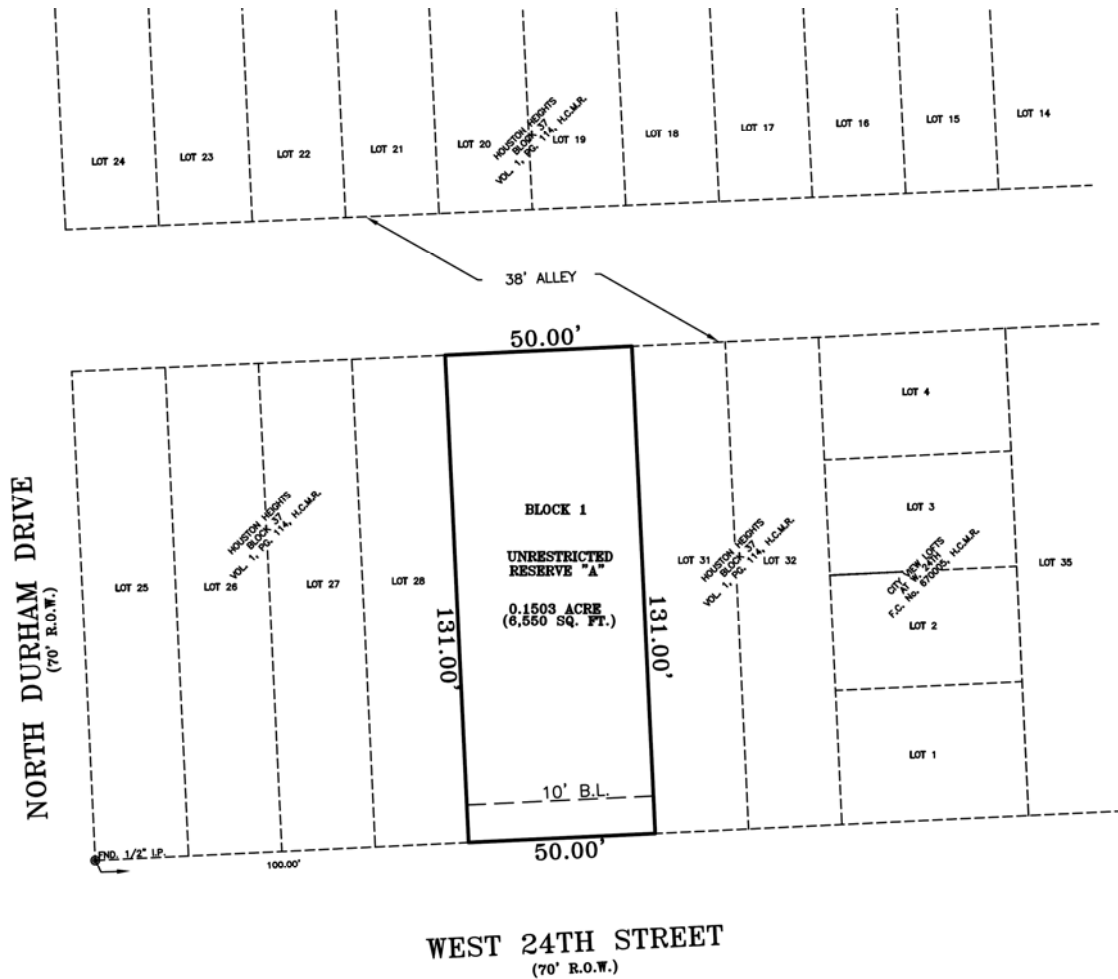 LOT 24
LOT 23
LOT 22
LOT 21
LOT 20
HOUSTON HEIGHTS
BLOCK 37
VOL. 1, PG. 114, H.C.M.R.
LOT 19
LOT 18
LOT 17
LOT 16
LOT 15
LOT 14
38' ALLEY
50.00'
NORTH DURHAM DRIVE
(70' R.O.W.)
LOT 25
LOT 26
HOUSTON HEIGHTS
BLOCK 37
VOL. 1, PG. 114, H.C.M.R.
LOT 27
LOT 28
131.00'
BLOCK 1
UNRESTRICTED
RESERVE "A"
0.1503 ACRE
(6,550 SQ. FT.)
131.00'
10' B.L.
50.00'
LOT 31
HOUSTON HEIGHTS
BLOCK 37
VOL. 1, PG. 114, H.C.M.R.
LOT 32
LOT 4
LOT 3
CITY VIEW LOFTS
AT W. 24TH
F.C. No. 670005, H.C.M.R.
LOT 2
LOT 1
LOT 35
FND. 1/2" I.P.
100.00'
WEST 24TH STREET
(70' R.O.W.)